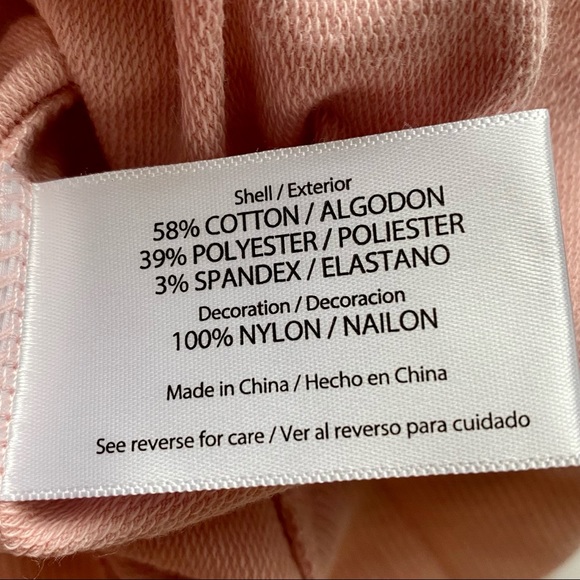 Shell / Exterior
58% COTTON / ALGODON
39% POLYESTER / POLIESTER
3% SPANDEX / ELASTANO
Decoration / Decoracion
100% NYLON / NAILON
Made in China / Hecho en China
See reverse for care / Ver al reverso para cuidado